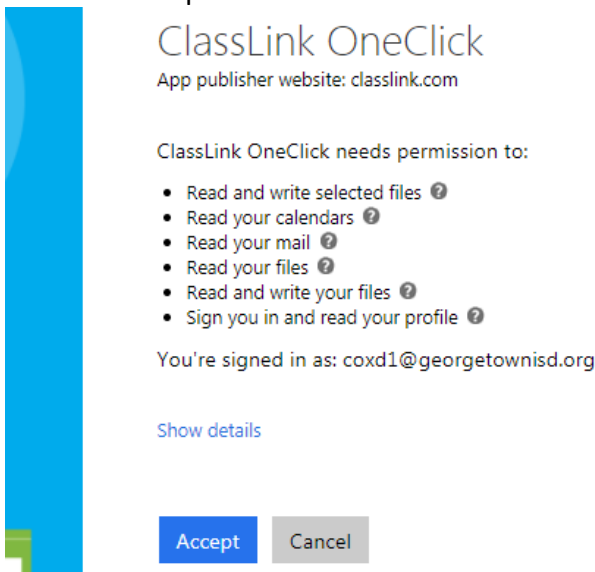 ClassLink OneClick
App publisher website: classlink.com
ClassLink OneClick needs permission to:
• Read and write selected files ?
• Read your calendars ?
• Read your mail ?
• Read your files ?
• Read and write your files ?
• Sign you in and read your profile ?
You're signed in as: coxd1@georgetownisd.org
Show details
Accept Cancel